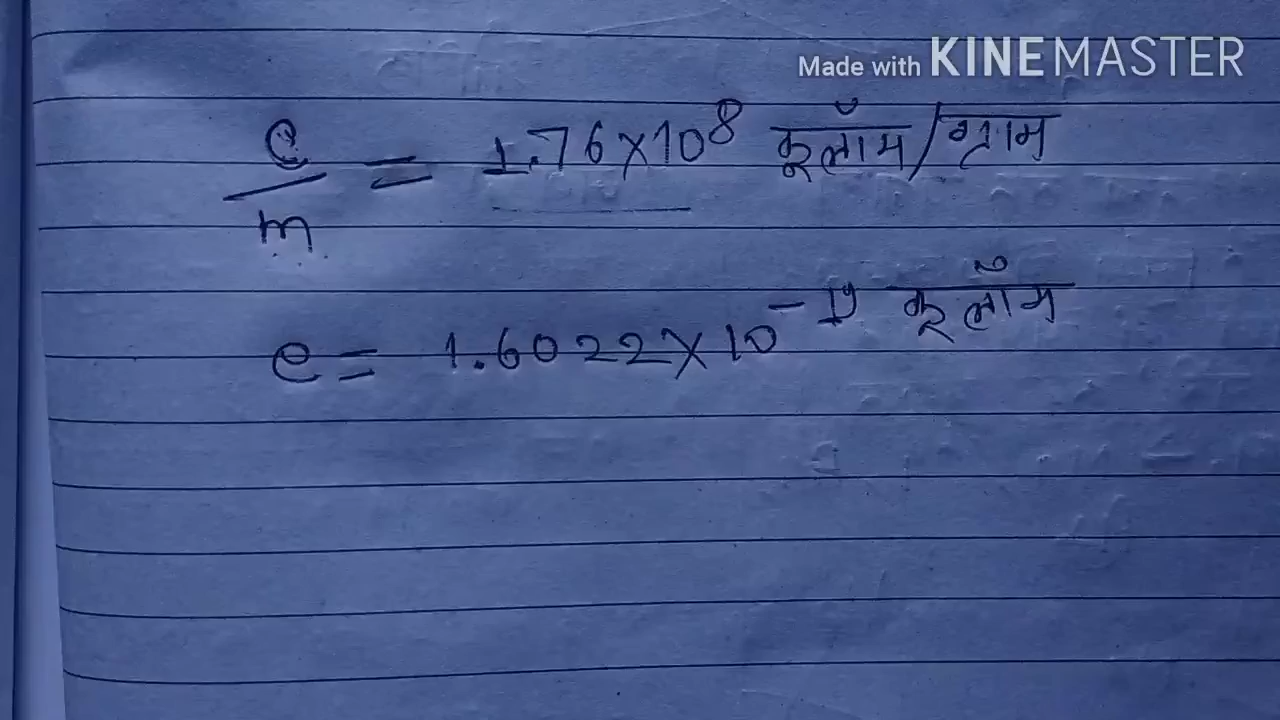 Made with KINEMASTER
e/m = 1.76×10⁸ कूलॉम/ग्राम
e = 1.6022×10⁻¹⁹ कूलॉम